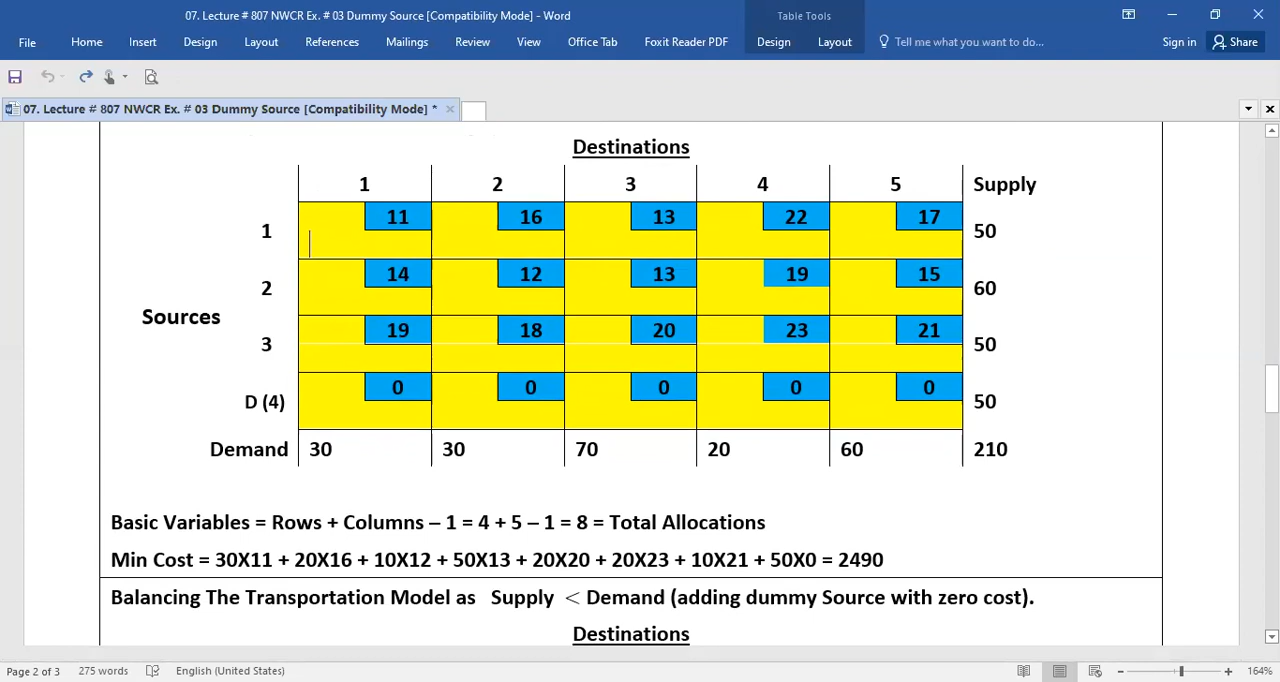 07. Lecture # 807 NWCR Ex. # 03 Dummy Source [Compatibility Mode] - Word
Table Tools
File Home Insert Design Layout References Mailings Review View Office Tab Foxit Reader PDF Design Layout Tell me what you want to do... Sign in Share
07. Lecture # 807 NWCR Ex. # 03 Dummy Source [Compatibility Mode] *
Destinations
1 2 3 4 5 Supply
11 16 13 22 17
1 50
14 12 13 19 15
2 60
Sources
19 18 20 23 21
3 50
0 0 0 0 0
D (4) 50
Demand 30 30 70 20 60 210
Basic Variables = Rows + Columns – 1 = 4 + 5 – 1 = 8 = Total Allocations
Min Cost = 30X11 + 20X16 + 10X12 + 50X13 + 20X20 + 20X23 + 10X21 + 50X0 = 2490
Balancing The Transportation Model as Supply < Demand (adding dummy Source with zero cost).
Destinations
Page 2 of 3 275 words English (United States) 164%